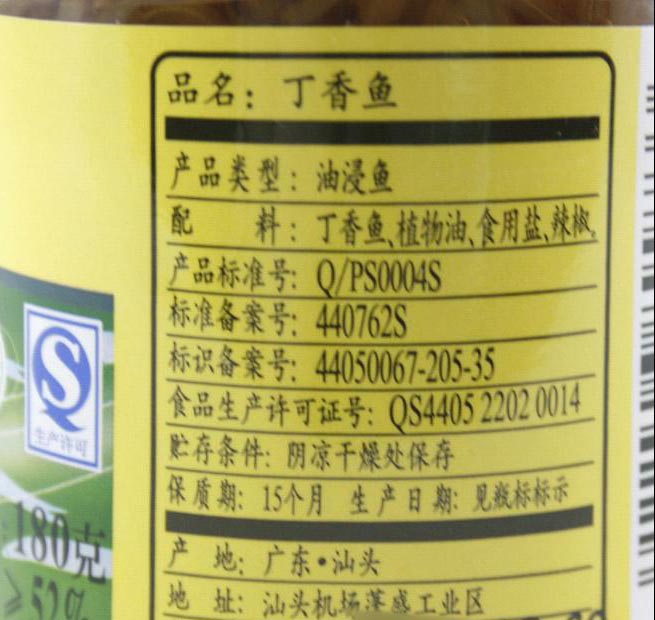 品名：丁香鱼
产品类型：油浸鱼
配料：丁香鱼、植物油、食用盐、辣椒。
产品标准号：Q/PS0004S
标准备案号：440762S
标识备案号：44050067-205-35
食品生产许可证号：QS4405 2202 0014
贮存条件：阴凉干燥处保存
保质期：15个月 生产日期：见瓶标标示
产地：广东•汕头
地址：汕头机场蓬盛工业区
生产许可
180克
≥52%